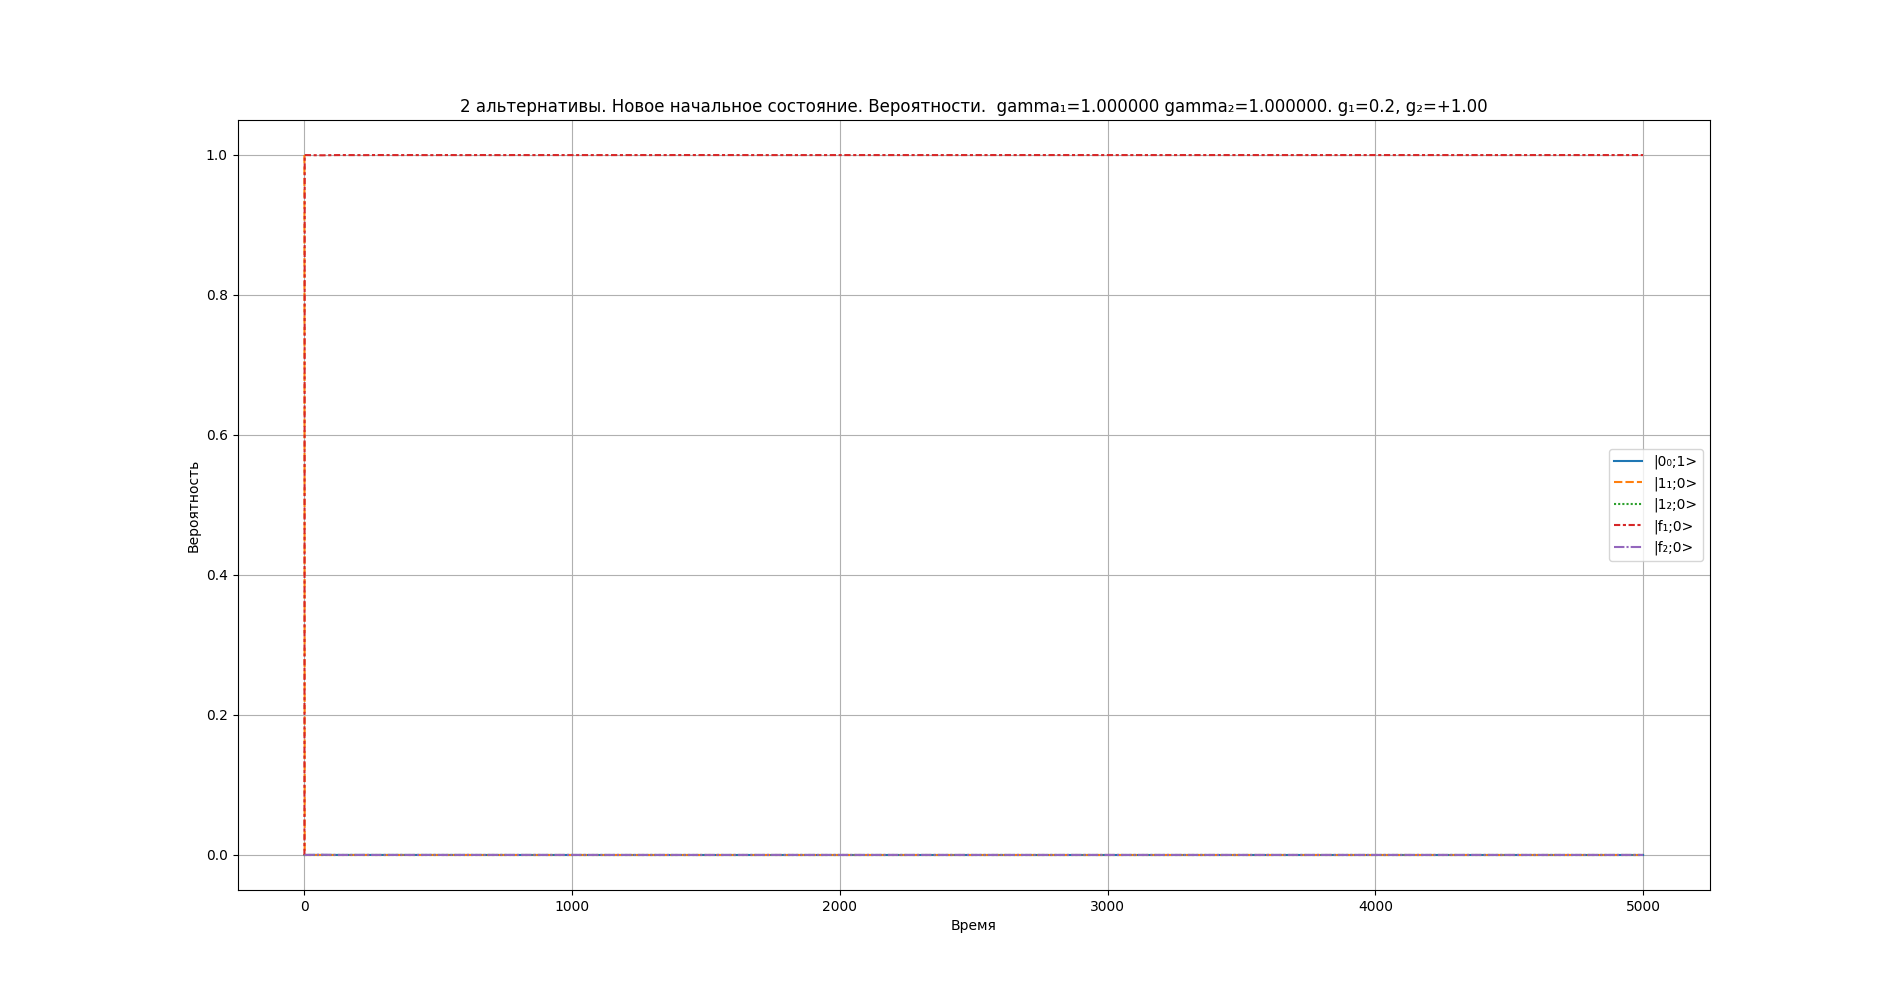 2 альтернативы. Новое начальное состояние. Вероятности.  gamma₁=1.000000 gamma₂=1.000000. g₁=0.2, g₂=+1.00
1.0
0.8
0.6
0.4
0.2
0.0
Вероятность
|0₀;1>
|1₁;0>
|1₂;0>
|f₁;0>
|f₂;0>
0 1000 2000 3000 4000 5000
Время